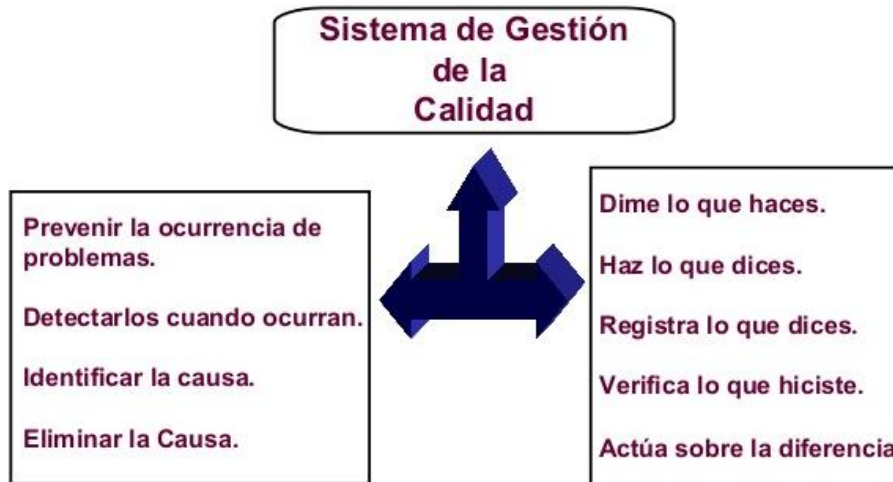 Sistema de Gestión
de la
Calidad
Prevenir la ocurrencia de
problemas.
Detectarlos cuando ocurran.
Identificar la causa.
Eliminar la Causa.
Dime lo que haces.
Haz lo que dices.
Registra lo que dices.
Verifica lo que hiciste.
Actúa sobre la diferencia